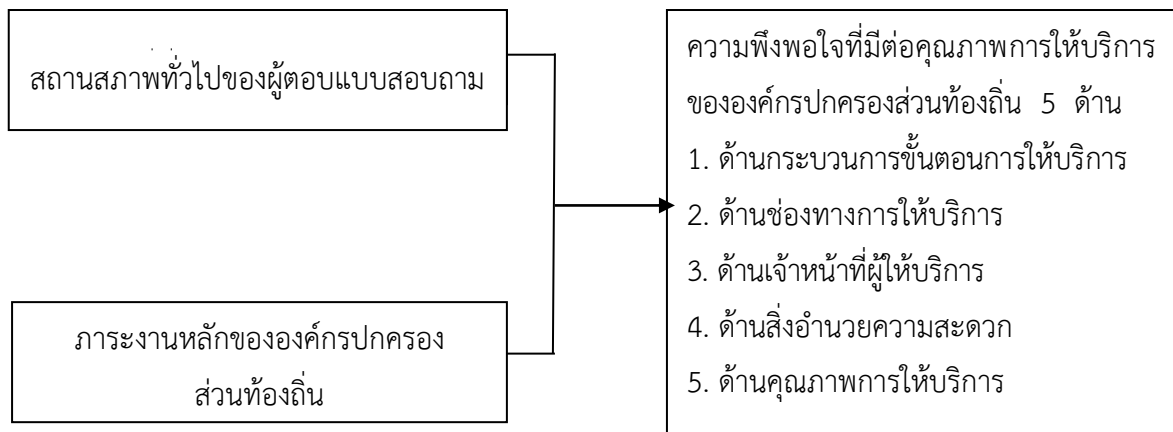 สถานสภาพทั่วไปของผู้ตอบแบบสอบถาม
ภาระงานหลักขององค์กรปกครอง
ส่วนท้องถิ่น
ความพึงพอใจที่มีต่อคุณภาพการให้บริการ
ขององค์กรปกครองส่วนท้องถิ่น 5 ด้าน
1. ด้านกระบวนการขั้นตอนการให้บริการ
2. ด้านช่องทางการให้บริการ
3. ด้านเจ้าหน้าที่ผู้ให้บริการ
4. ด้านสิ่งอำนวยความสะดวก
5. ด้านคุณภาพการให้บริการ